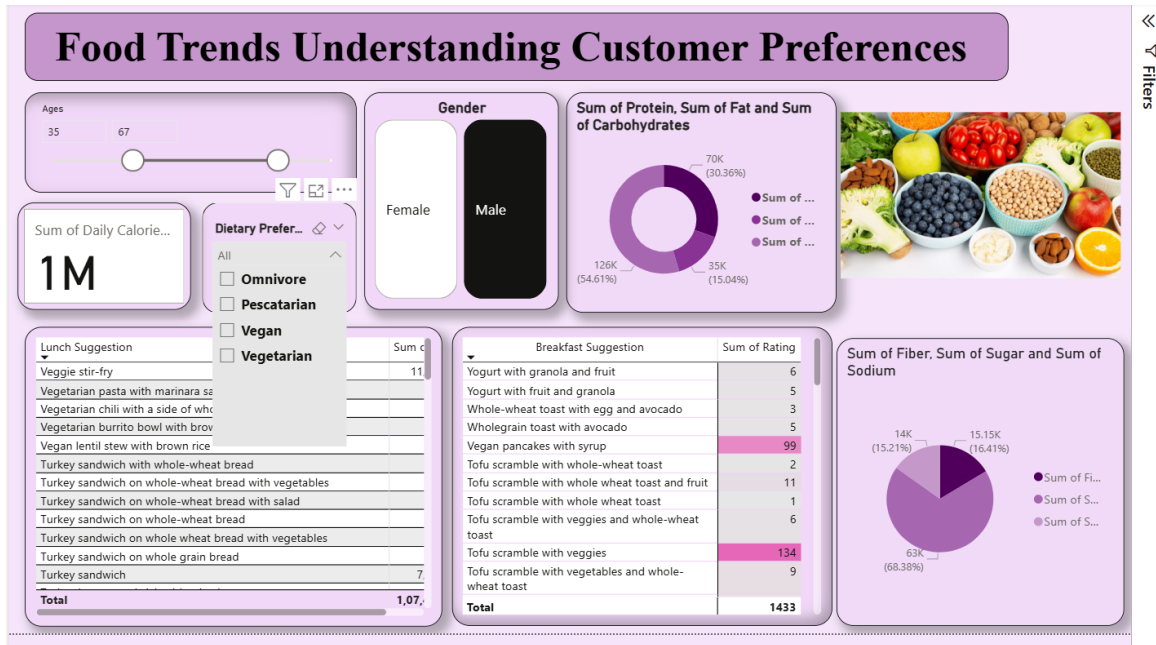 Food Trends Understanding Customer Preferences
Filters
Ages
35 67
Gender
Female
Male
Sum of Protein, Sum of Fat and Sum
of Carbohydrates
70K
(30.36%)
126K
(54.61%)
35K
(15.04%)
Sum of ...
Sum of ...
Sum of ...
Sum of Daily Calorie...
1M
Dietary Prefer...
All
Omnivore
Pescatarian
Vegan
Vegetarian
Lunch Suggestion Sum
Veggie stir-fry 11,
Vegetarian pasta with marinara
Vegetarian chili with a side of
Vegetarian burrito bowl with
Vegan lentil stew with brown rice
Turkey sandwich with whole-wheat bread
Turkey sandwich on whole-wheat bread with vegetables
Turkey sandwich on whole-wheat bread with salad
Turkey sandwich on whole-wheat bread
Turkey sandwich on whole wheat bread with vegetables
Turkey sandwich on whole grain bread
Turkey sandwich 7,
Total 1,07,
Breakfast Suggestion Sum of Rating
Yogurt with granola and fruit 6
Yogurt with fruit and granola 5
Whole-wheat toast with egg and avocado 3
Wholegrain toast with avocado 5
Vegan pancakes with syrup 99
Tofu scramble with whole-wheat toast 2
Tofu scramble with whole wheat toast and fruit 11
Tofu scramble with whole wheat toast 1
Tofu scramble with veggies and whole-wheat 6
toast
Tofu scramble with veggies 134
Tofu scramble with vegetables and whole- 9
wheat toast
Total 1433
Sum of Fiber, Sum of Sugar and Sum of
Sodium
14K
(15.21%)
15.15K
(16.41%)
63K
(68.38%)
Sum of Fi...
Sum of S...
Sum of S...